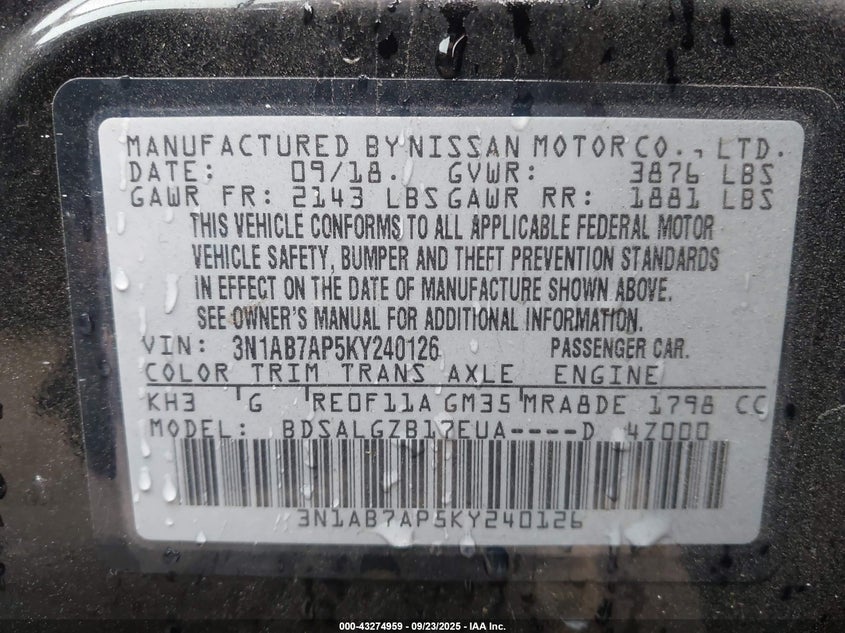 MANUFACTURED BY NISSAN MOTOR CO., LTD.
DATE: 09/18. GVWR: 3876 LBS
GAWR FR: 2143 LBS GAWR RR: 1881 LBS
THIS VEHICLE CONFORMS TO ALL APPLICABLE FEDERAL MOTOR
VEHICLE SAFETY, BUMPER AND THEFT PREVENTION STANDARDS
IN EFFECT ON THE DATE OF MANUFACTURE SHOWN ABOVE.
SEE OWNER'S MANUAL FOR ADDITIONAL INFORMATION.
VIN: 3N1AB7AP5KY240126 PASSENGER CAR.
COLOR TRIM TRANS AXLE ENGINE
KH3 G RE0F11A GM35 MRA8DE 1798 CC
MODEL: BDSALGZB17EUA----D 4Z000
3N1AB7AP5KY240126
000-43274959 - 09/23/2025 - IAA Inc.